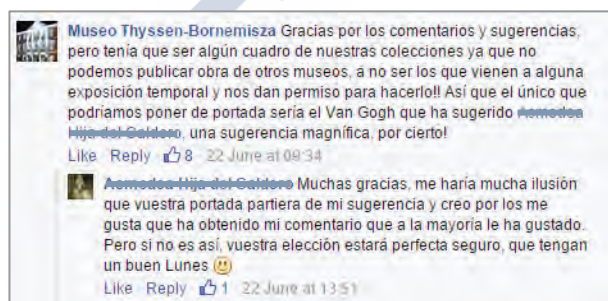 Museo Thyssen-Bornemisza Gracias por los comentarios y sugerencias,
pero tenía que ser algún cuadro de nuestras colecciones ya que no
podemos publicar obra de otros museos, a no ser los que vienen a alguna
exposición temporal y nos dan permiso para hacerlo!! Así que el único que
podríamos poner de portada sería el Van Gogh que ha sugerido
una sugerencia magnífica, por cierto!
Like Reply 8 22 June at 09:34
Muchas gracias, me haría mucha ilusión
que vuestra portada partiera de mi sugerencia y creo por los me
gusta que ha obtenido mi comentario que a la mayoría le ha gustado.
Pero si no es así, vuestra elección estará perfecta seguro, que tengan
un buen Lunes
Like Reply 1 22 June at 13:51